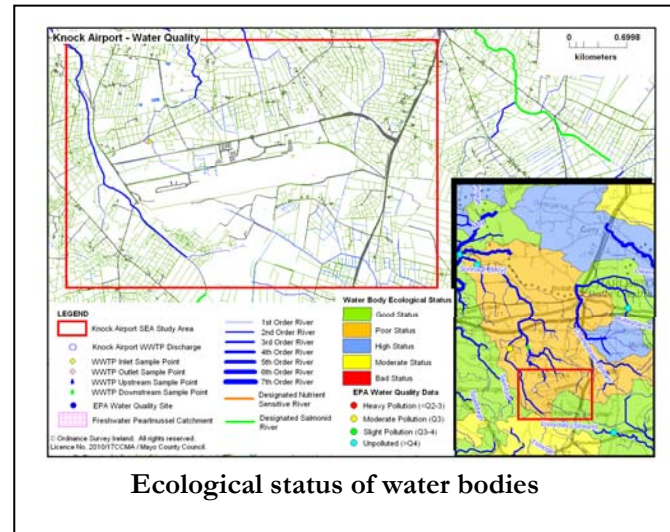 Knock Airport - Water Quality
0 0.6998
kilometers
LEGEND
Knock Airport SEA Study Area
Knock Airport WWTP Discharge
WWTP Inlet Sample Point
WWTP Outlet Sample Point
WWTP Upstream Sample Point
WWTP Downstream Sample Point
EPA Water Quality Site
Freshwater Pearlmussel Catchment
© Ordnance Survey Ireland. All rights reserved.
Licence No. 2010/17CCMA / Mayo County Council.
1st Order River
2nd Order River
3rd Order River
4th Order River
5th Order River
6th Order River
7th Order River
Designated Nutrient
Sensitive River
Designated Salmonid
River
Water Body Ecological Status
Good Status
Poor Status
High Status
Moderate Status
Bad Status
EPA Water Quality Data
Heavy Pollution (<Q2-3)
Moderate Pollution (Q3)
Slight Pollution (Q3-4)
Unpolluted (>Q4)
Curry
Ecological status of water bodies